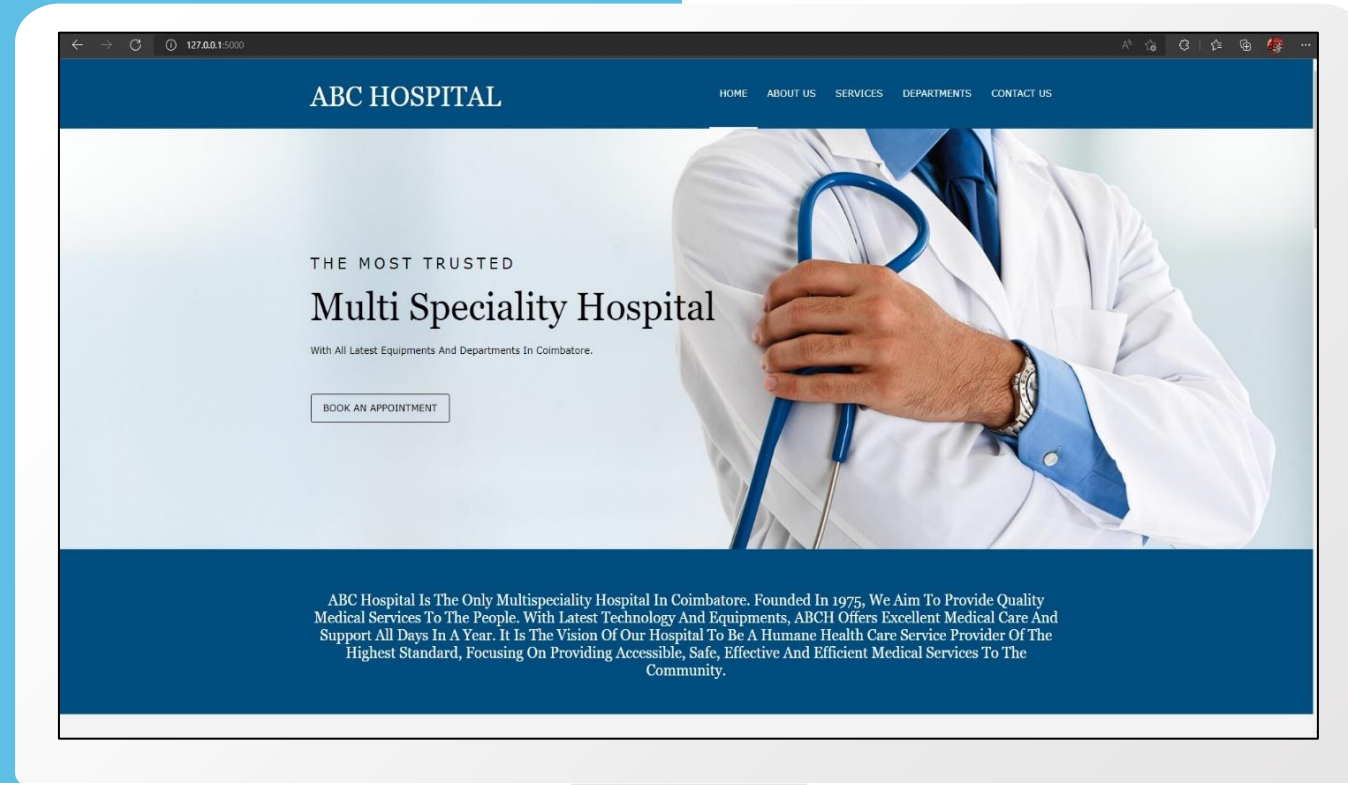 127.0.0.1:5000
ABC HOSPITAL
HOME ABOUT US SERVICES DEPARTMENTS CONTACT US
THE MOST TRUSTED
Multi Speciality Hospital
With All Latest Equipments And Departments In Coimbatore.
BOOK AN APPOINTMENT
ABC Hospital Is The Only Multispeciality Hospital In Coimbatore. Founded In 1975, We Aim To Provide Quality
Medical Services To The People. With Latest Technology And Equipments, ABCH Offers Excellent Medical Care And
Support All Days In A Year. It Is The Vision Of Our Hospital To Be A Humane Health Care Service Provider Of The
Highest Standard, Focusing On Providing Accessible, Safe, Effective And Efficient Medical Services To The
Community.